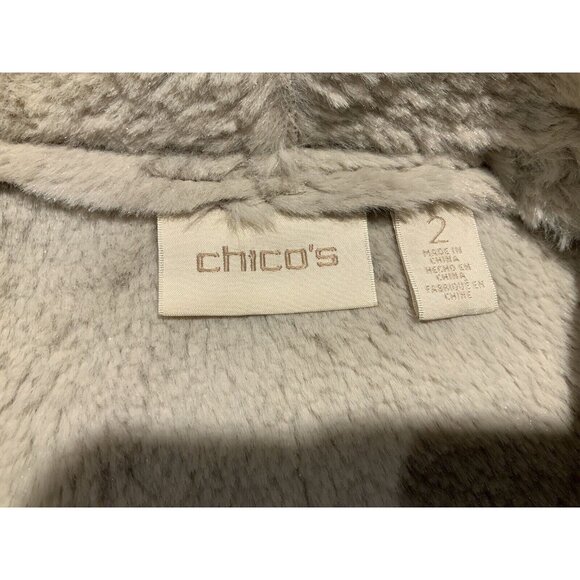 chico's
2
MADE IN
CHINA
HECHO EN
CHINA
FABRIQUÉ EN
CHINE